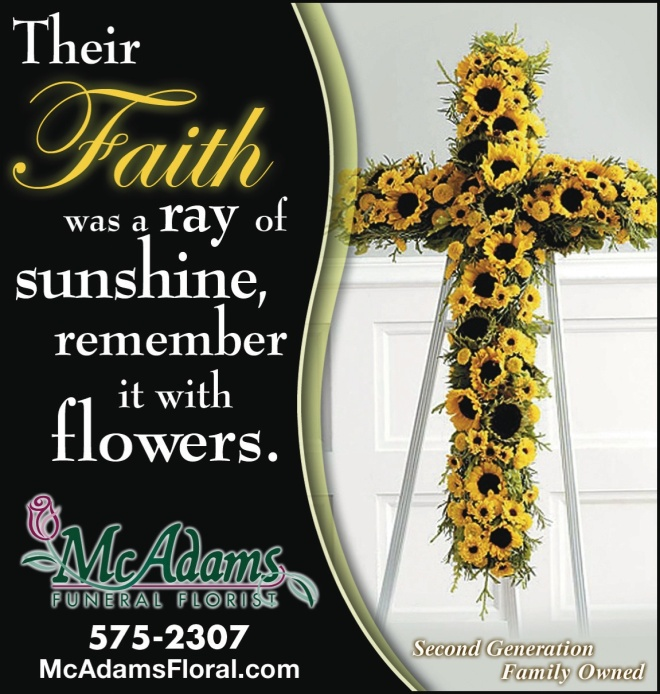 Their
Faith
was a ray of
sunshine,
remember
it with
flowers.
McAdams
FUNERAL FLORIST
575-2307
McAdamsFloral.com
Second Generation
Family Owned